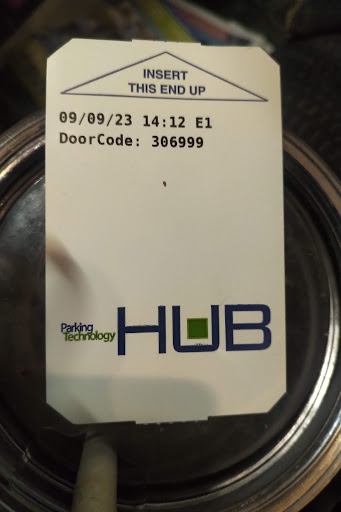 INSERT
THIS END UP
09/09/23 14:12 E1
DoorCode: 306999
Parking
Technology
HUB